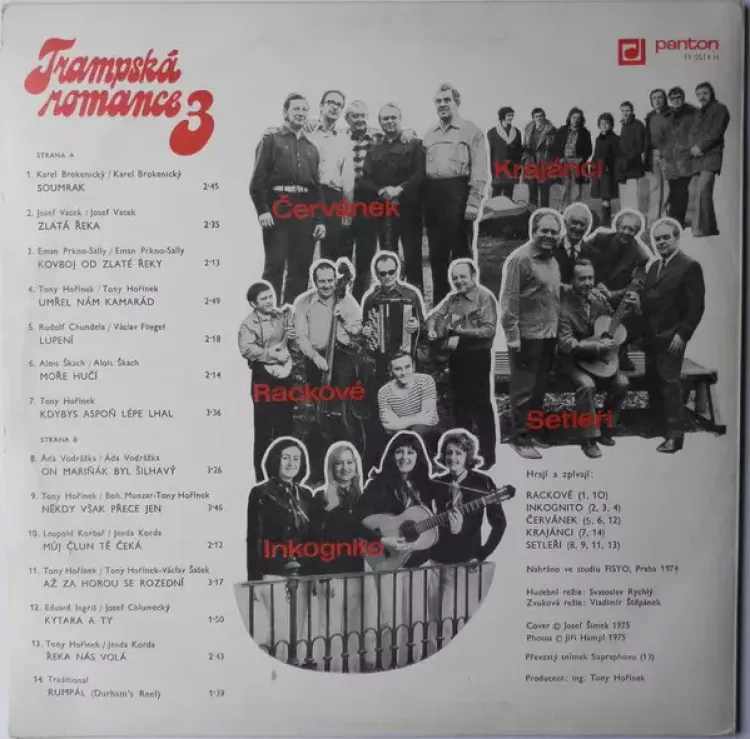 Trampská
romance 3
panton
STRANA A
1. Karel Brokenický / Karel Brokenický
SOUMRAK 2·45
2. Josef Vacek / Josef Vacek
ZLATÁ ŘEKA 2·35
3. Eman Prkno-Sally / Eman Prkno-Sally
KOVBOJ OD ZLATÉ ŘEKY 2·13
4. Tony Hořínek / Tony Hořínek
UMŘEL NÁM KAMARÁD 2·49
5. Rudolf Chundela / Václav Fliegel
LUPENÍ 2·18
6. Alois Škach / Alois Škach
MOŘE HUČÍ 2·14
7. Tony Hořínek
KDYBYS ASPOŇ LÉPE LHAL 3·36
STRANA B
8. Áda Vodrážka / Áda Vodrážka
ON MARIŇÁK BYL ŠILHAVÝ 3·26
9. Tony Hořínek / Boh. Munzar-Tony Hořínek
NĚKDY VŠAK PŘECE JEN 3·46
10. Leopold Korbař / Jenda Korda
MŮJ ČLUN TĚ ČEKÁ 2·12
11. Tony Hořínek / Tony Hořínek-Václav Šašek
AŽ ZA HOROU SE ROZEDNÍ 3·17
12. Eduard Ingriš / Josef Chlumecký
KYTARA A TY 1·50
13. Tony Hořínek / Jenda Korda
ŘEKA NÁS VOLÁ 2·43
14. Traditional
RUMPÁL (Durham's Reel) 1·39
Krajánci
Červánek
Rackové
Setleři
Inkognito
Hrají a zpívají:
RACKOVÉ (1, 10)
INKOGNITO (2, 3, 4)
ČERVÁNEK (5, 6, 12)
KRAJÁNCI (7, 14)
SETLEŘI (8, 9, 11, 13)
Nahráno ve studiu FISYO, Praha 1974
Hudební režie: Svatoslav Rychlý
Zvuková režie: Vladimír Štěpánek
Cover © Josef Šimek 1975
Photos © Jiří Hampl 1975
Převzatý snímek Supraphonu (13)
Producent: ing. Tony Hořínek